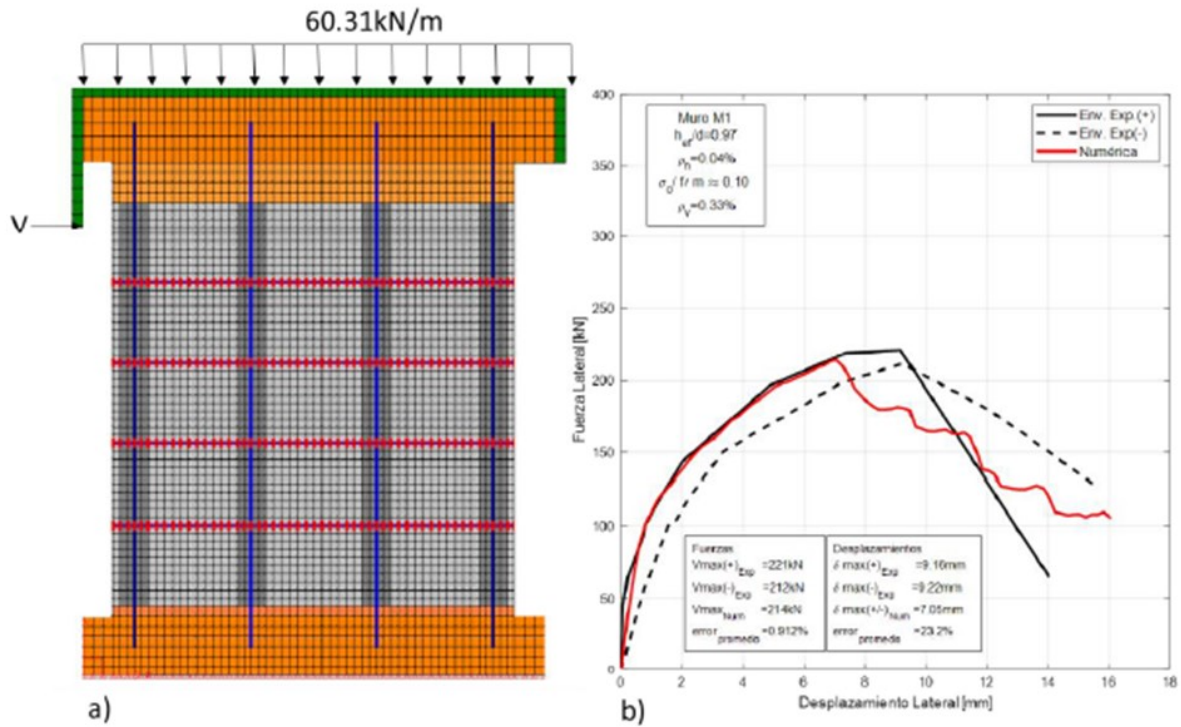 60.31kN/m
V
a)
Muro M1
h_ef/d=0.97
ρ_h=0.04%
σ_0/ f/ m ≈ 0.10
ρ_v=0.33%
Env. Exp.(+)
Env. Exp(-)
Numérica
Fuerza Lateral [kN]
400
350
300
250
200
150
100
50
0
Fuerzas
Vmax(+)_Exp =221kN
Vmax(-)_Exp =212kN
Vmax_Num =214kN
error_promedio =0.912%
Desplazamientos
δ max(+)_Exp =9.16mm
δ max(-)_Exp =9.22mm
δ max(+/-)_Num =7.05mm
error_promedio =23.2%
0 2 4 6 8 10 12 14 16 18
Desplazamiento Lateral [mm]
b)